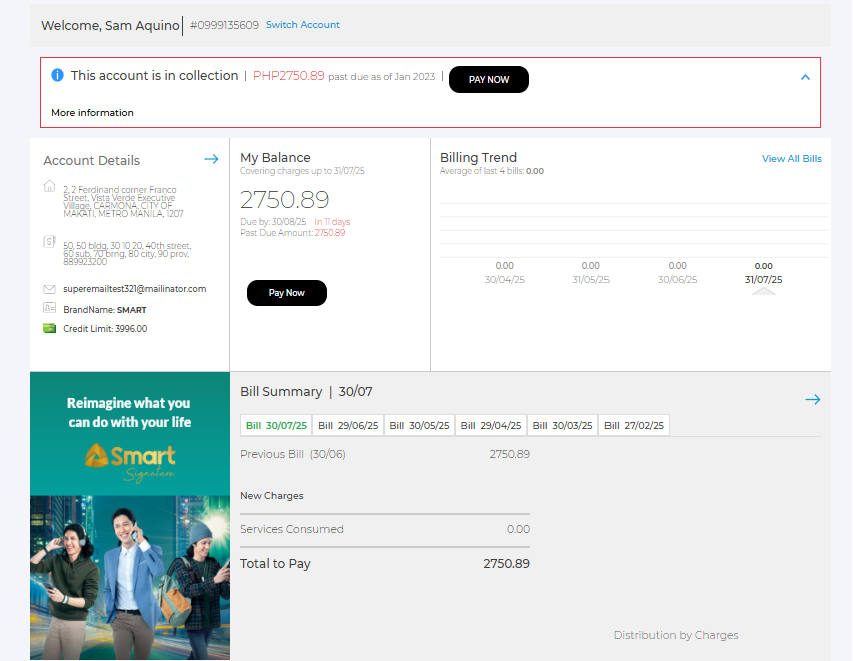 Welcome, Sam Aquino #0999135609 Switch Account
This account is in collection | PHP2750.89 past due as of Jan 2023 | PAY NOW
More information
Account Details
2, 2 Ferdinand corner Franco
Street, Vista Verde Executive
Village, CARMONA, CITY OF
MAKATI, METRO MANILA, 1207
50, 50 bldg, 30 10 20, 40th street,
60 sub, 70 brng, 80 city, 90 prov,
889923200
superemailtest321@mailinator.com
BrandName: SMART
Credit Limit: 3996.00
My Balance
Covering charges up to 31/07/25
2750.89
Due by: 30/08/25 In 11 days
Past Due Amount: 2750.89
Pay Now
Billing Trend
View All Bills
Average of last 4 bills: 0.00
0.00 0.00 0.00 0.00
30/04/25 31/05/25 30/06/25 31/07/25
Reimagine what you
can do with your life
Smart
Signature
Bill Summary | 30/07
Bill 30/07/25 Bill 29/06/25 Bill 30/05/25 Bill 29/04/25 Bill 30/03/25 Bill 27/02/25
Previous Bill (30/06) 2750.89
New Charges
Services Consumed 0.00
Total to Pay 2750.89
Distribution by Charges